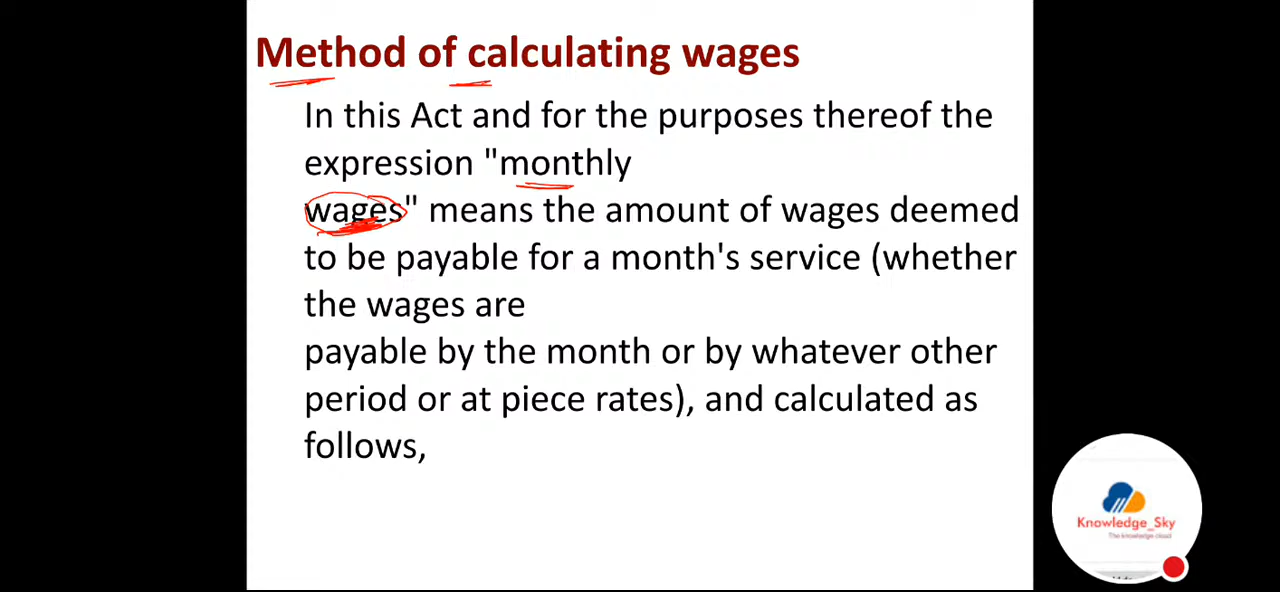 Method of calculating wages
In this Act and for the purposes thereof the
expression "monthly
wages" means the amount of wages deemed
to be payable for a month's service (whether
the wages are
payable by the month or by whatever other
period or at piece rates), and calculated as
follows,
Knowledge_Sky
The knowledge cloud